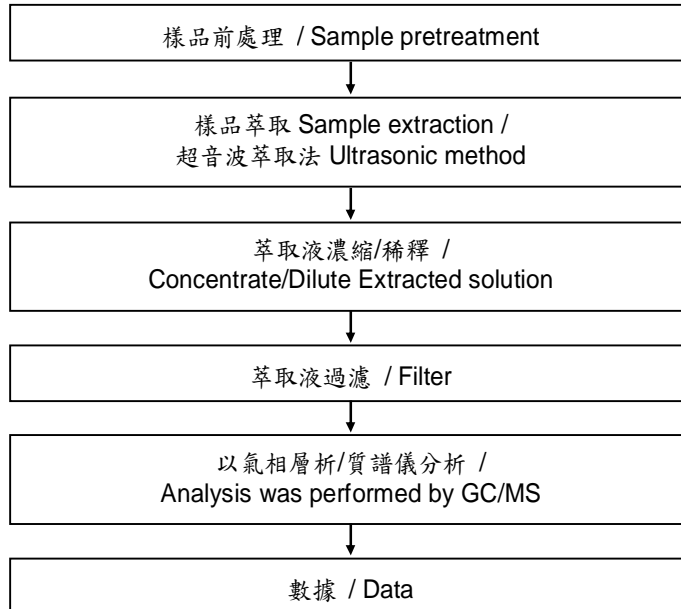 樣品前處理 / Sample pretreatment
樣品萃取 Sample extraction /
超音波萃取法 Ultrasonic method
萃取液濃縮/稀釋 /
Concentrate/Dilute Extracted solution
萃取液過濾 / Filter
以氣相層析/質譜儀分析 /
Analysis was performed by GC/MS
數據 / Data